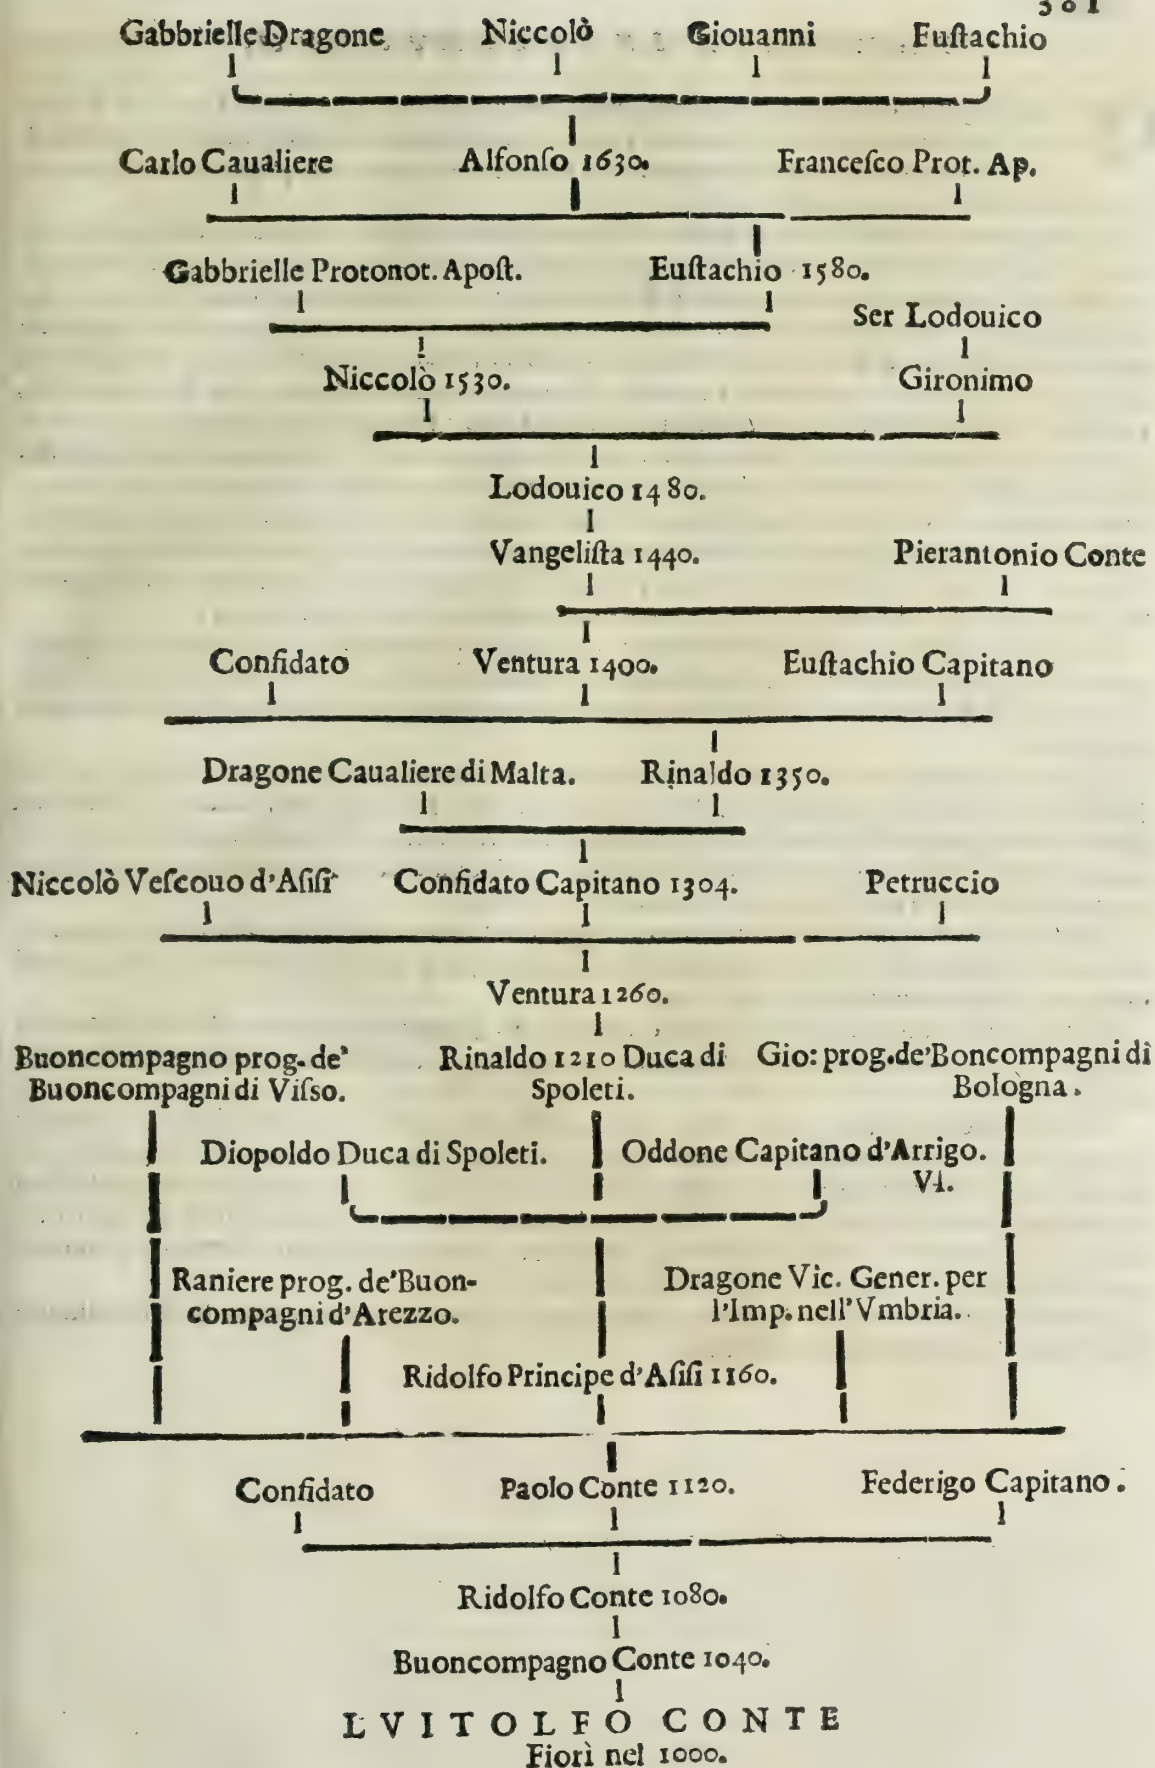 301
Gabbrielle Dragone Niccolò Giouanni Euſtachio
Carlo Caualiere Alfonſo 1630. Franceſco Prot. Ap.
Gabbrielle Protonot. Apoſt. Euſtachio 1580.
Ser Lodouico
Niccolò 1530. Gironimo
Lodouico 1480.
Vangeliſta 1440. Pierantonio Conte
Confidato Ventura 1400. Euſtachio Capitano
Dragone Caualiere di Malta. Rinaldo 1350.
Niccolò Veſcouo d'Aſiſi Confidato Capitano 1304. Petruccio
Ventura 1260.
Buoncompagno prog. de' Rinaldo 1210 Duca di Gio: prog. de'Boncompagni di
Buoncompagni di Viſso. Spoleti. Bologna.
Diopoldo Duca di Spoleti. Oddone Capitano d'Arrigo.
VI.
Raniere prog. de'Buon- Dragone Vic. Gener. per
compagni d'Arezzo. l'Imp. nell'Vmbria.
Ridolfo Principe d'Aſiſi 1160.
Confidato Paolo Conte 1120. Federigo Capitano.
Ridolfo Conte 1080.
Buoncompagno Conte 1040.
LVITOLFO CONTE
Fiorì nel 1000.